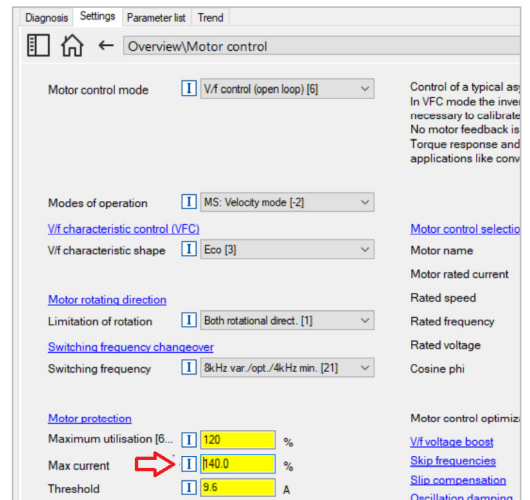 Diagnosis Settings Parameter list Trend
Overview\Motor control
Motor control mode I V/f control (open loop) [6] Control of a typical
In VFC mode the
necessary to calibrate
No motor feedback is
Torque response and
applications like
Modes of operation I MS: Velocity mode [-2]
V/f characteristic control (VFC) Motor control
V/f characteristic shape I Eco [3] Motor name
Motor rated current
Motor rotating direction Rated speed
Limitation of rotation I Both rotational direct. [1] Rated frequency
Switching frequency changeover Rated voltage
Switching frequency I 8kHz var./opt./4kHz min. [21] Cosine phi
Motor protection Motor control
Maximum utilisation [6... I 120 % V/f voltage boost
Max current I 140.0 % Skip frequencies
Slip compensation
Threshold I 9.6 A Oscillation damping